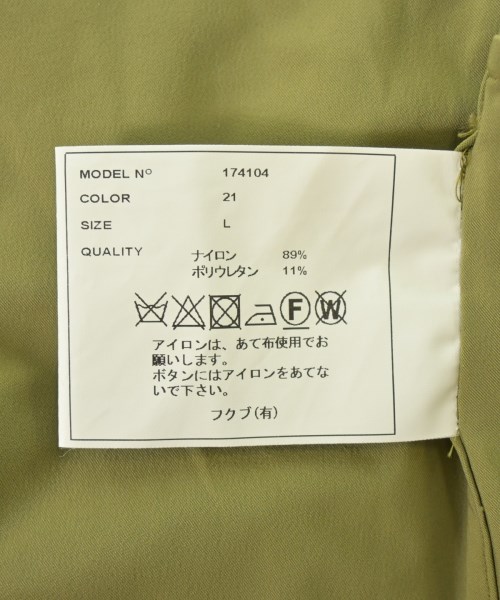 MODEL Nº 174104
COLOR 21
SIZE L
QUALITY ナイロン 89%
ポリウレタン 11%
F W
アイロンは、あて布使用でお
願いします。
ボタンにはアイロンをあてな
いで下さい。
フクブ(有)